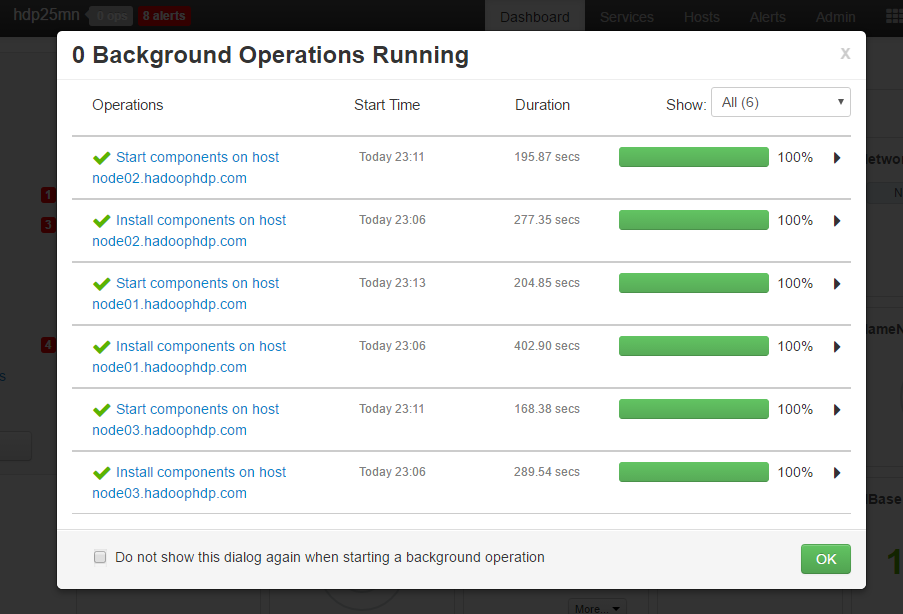 hdp25mn 0 ops 8 alerts Dashboard Services Hosts Alerts Admin
0 Background Operations Running x
Operations Start Time Duration Show: All (6)
Start components on host Today 23:11 195.87 secs 100%
node02.hadoophdp.com
Install components on host Today 23:06 277.35 secs 100%
node02.hadoophdp.com
1
3
Start components on host Today 23:13 204.85 secs 100%
node01.hadoophdp.com
Install components on host Today 23:06 402.90 secs 100%
node01.hadoophdp.com
4
Start components on host Today 23:11 168.38 secs 100%
node03.hadoophdp.com
Install components on host Today 23:06 289.54 secs 100%
node03.hadoophdp.com
Do not show this dialog again when starting a background operation OK
More...